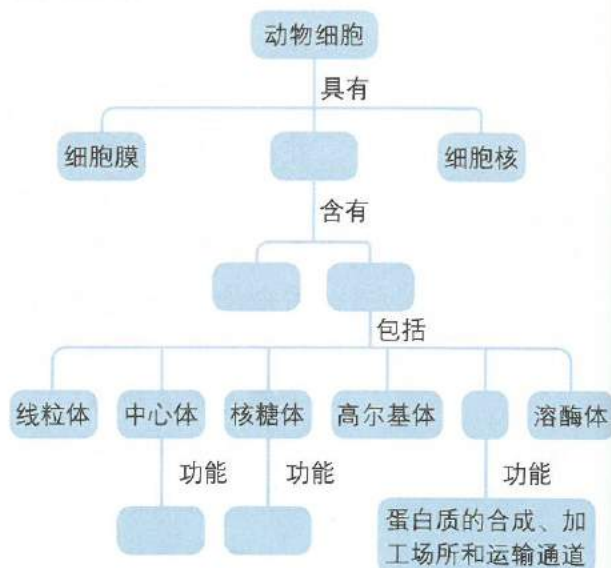 动物细胞
具有
细胞膜
细胞核
含有
包括
线粒体
中心体
核糖体
高尔基体
溶酶体
功能
功能
功能
蛋白质的合成、加
工场所和运输通道